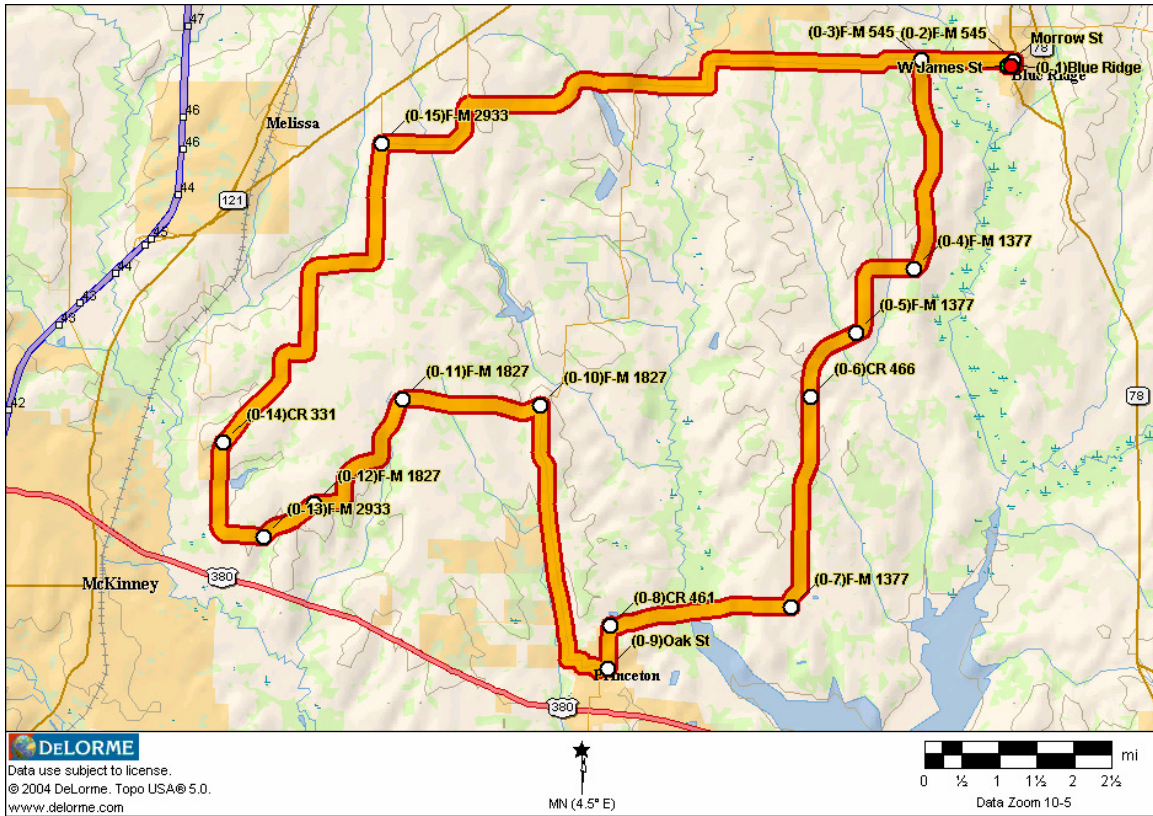 47
(0-3)F-M 545
(0-2)F-M 545
Morrow St
78
W James St
(0-1)Blue Ridge
Blue Ridge
46
Melissa
(0-15)F-M 2933
46
44
121
45
(0-4)F-M 1377
44
43
(0-5)F-M 1377
43
(0-6)CR 466
(0-11)F-M 1827
(0-10)F-M 1827
78
42
(0-14)CR 331
(0-12)F-M 1827
(0-13)F-M 2933
McKinney
380
(0-7)F-M 1377
(0-8)CR 461
(0-9)Oak St
Princeton
380
DELORME
Data use subject to license.
© 2004 DeLorme. Topo USA® 5.0.
www.delorme.com
MN (4.5° E)
mi
0 ½ 1 1½ 2 2½
Data Zoom 10-5